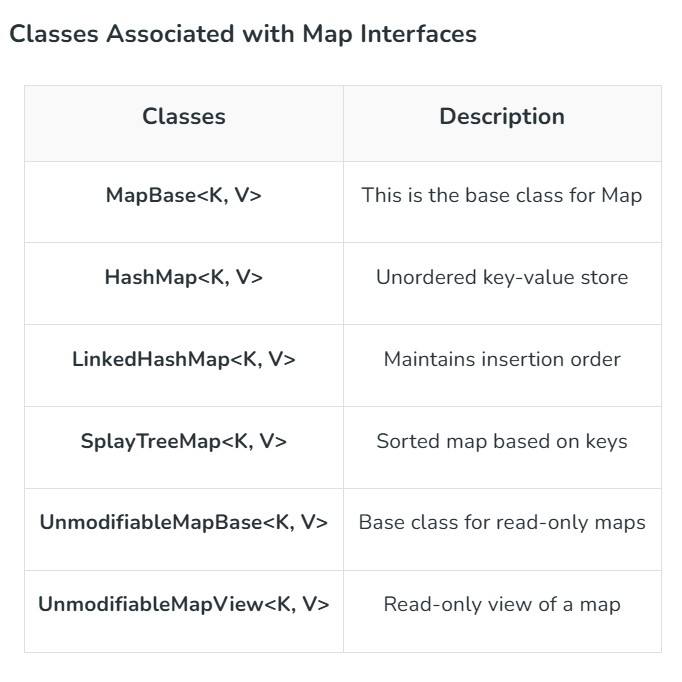 Classes Associated with Map Interfaces
Classes Description
MapBase<K, V> This is the base class for Map
HashMap<K, V> Unordered key-value store
LinkedHashMap<K, V> Maintains insertion order
SplayTreeMap<K, V> Sorted map based on keys
UnmodifiableMapBase<K, V> Base class for read-only maps
UnmodifiableMapView<K, V> Read-only view of a map